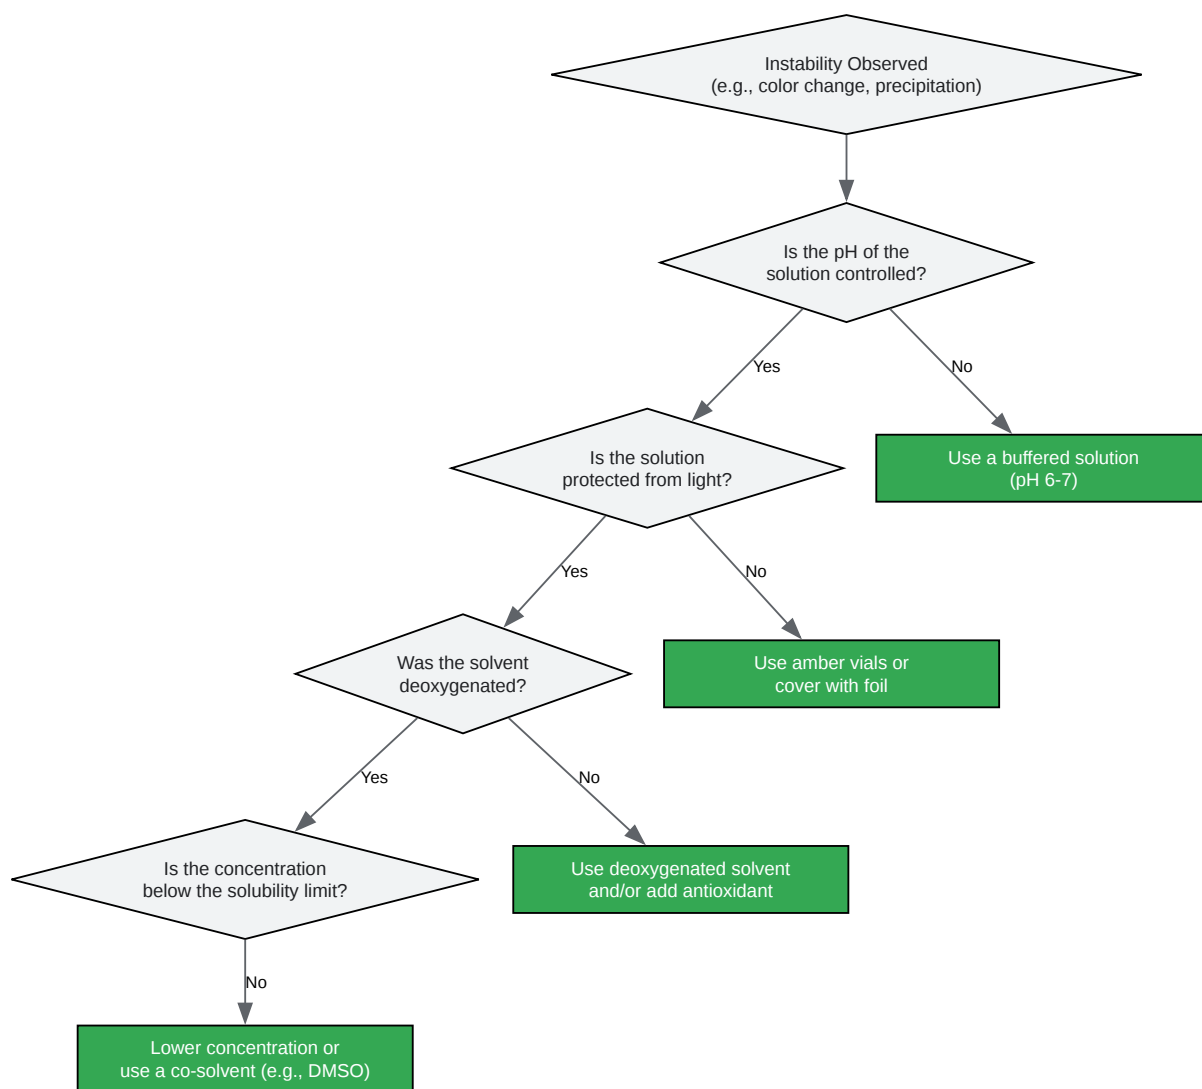 Instability Observed
(e.g., color change, precipitation)
Is the pH of the
solution controlled?
Yes
No
Is the solution
protected from light?
Use a buffered solution
(pH 6-7)
Yes
No
Was the solvent
deoxygenated?
Use amber vials or
cover with foil
Yes
No
Is the concentration
below the solubility limit?
Use deoxygenated solvent
and/or add antioxidant
No
Lower concentration or
use a co-solvent (e.g., DMSO)